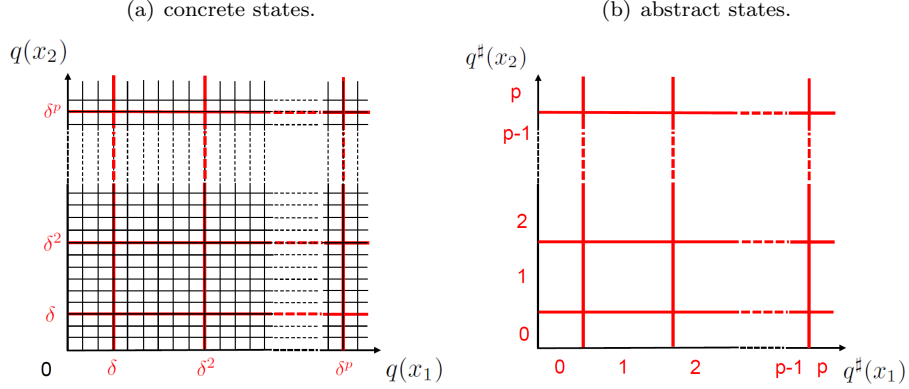 (a) concrete states.
(b) abstract states.
q(x₂)
δᵖ
δ²
δ
0
δ
δ²
δᵖ
q(x₁)
q♯(x₂)
p
p-1
2
1
0
0
1
2
p-1
p
q♯(x₁)